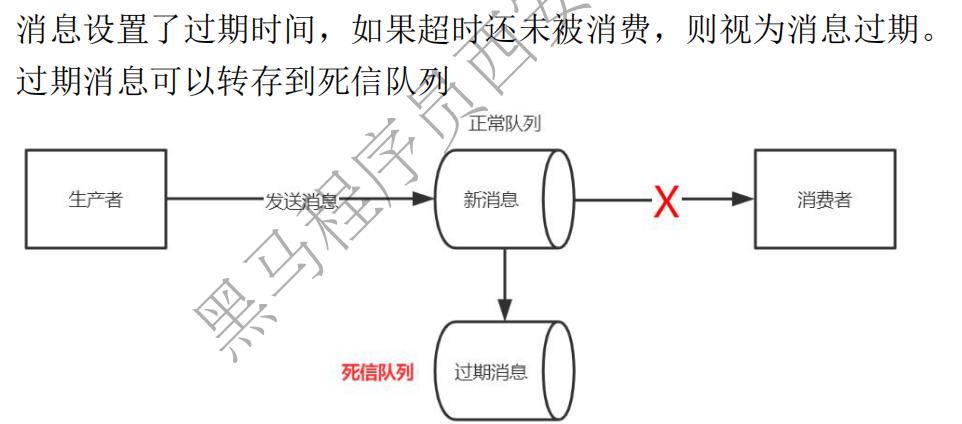 消息设置了过期时间，如果超时还未被消费，则视为消息过期。
过期消息可以转存到死信队列
正常队列
生产者
发送消息
新消息
X
消费者
死信队列
过期消息
黑马程序员西安